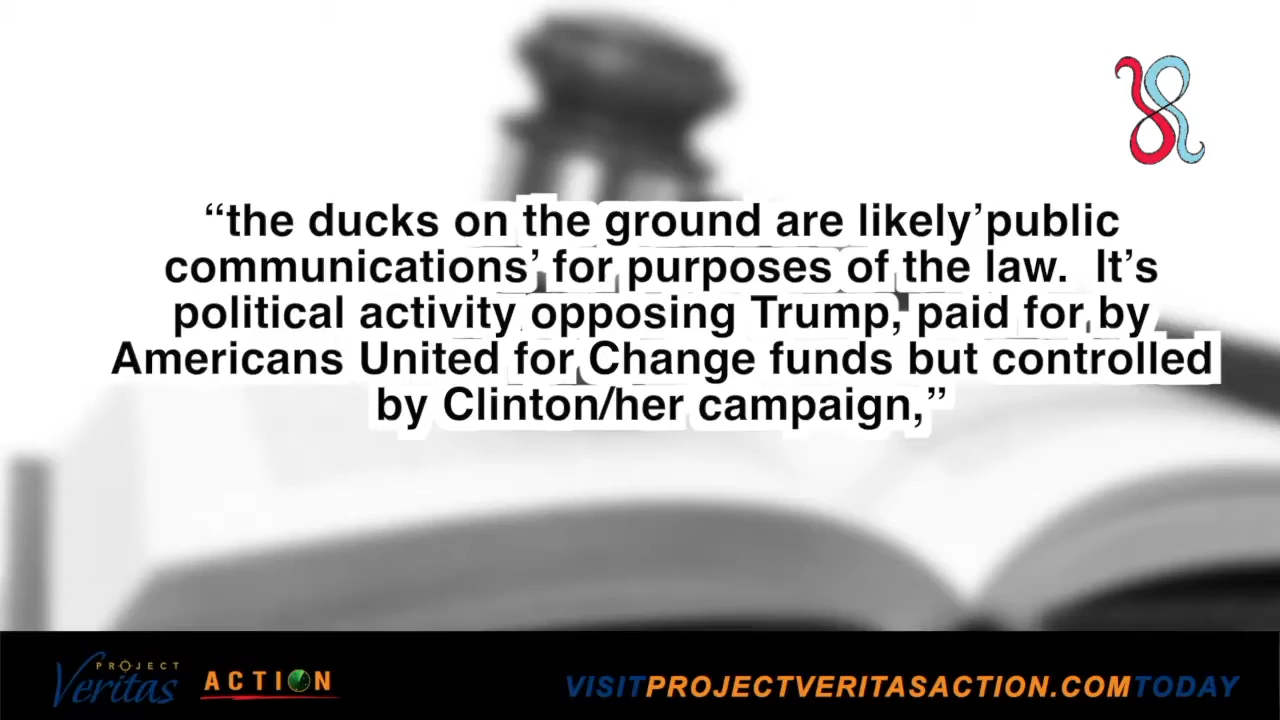 “the ducks on the ground are likely’public
communications’ for purposes of the law.  It’s
political activity opposing Trump, paid for by
Americans United for Change funds but controlled
by Clinton/her campaign,”
PROJECT
Veritas ACTION
VISITPROJECTVERITASACTION.COMTODAY